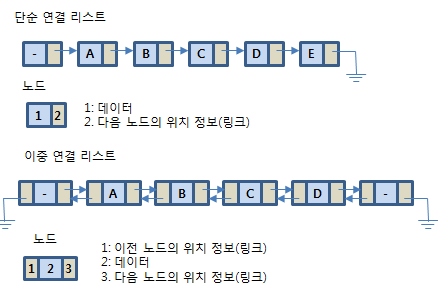 단순 연결 리스트
- A B C D E
노드
1 2
1: 데이터
2: 다음 노드의 위치 정보(링크)
이중 연결 리스트
- A B C D -
노드
1 2 3
1: 이전 노드의 위치 정보(링크)
2: 데이터
3. 다음 노드의 위치 정보(링크)